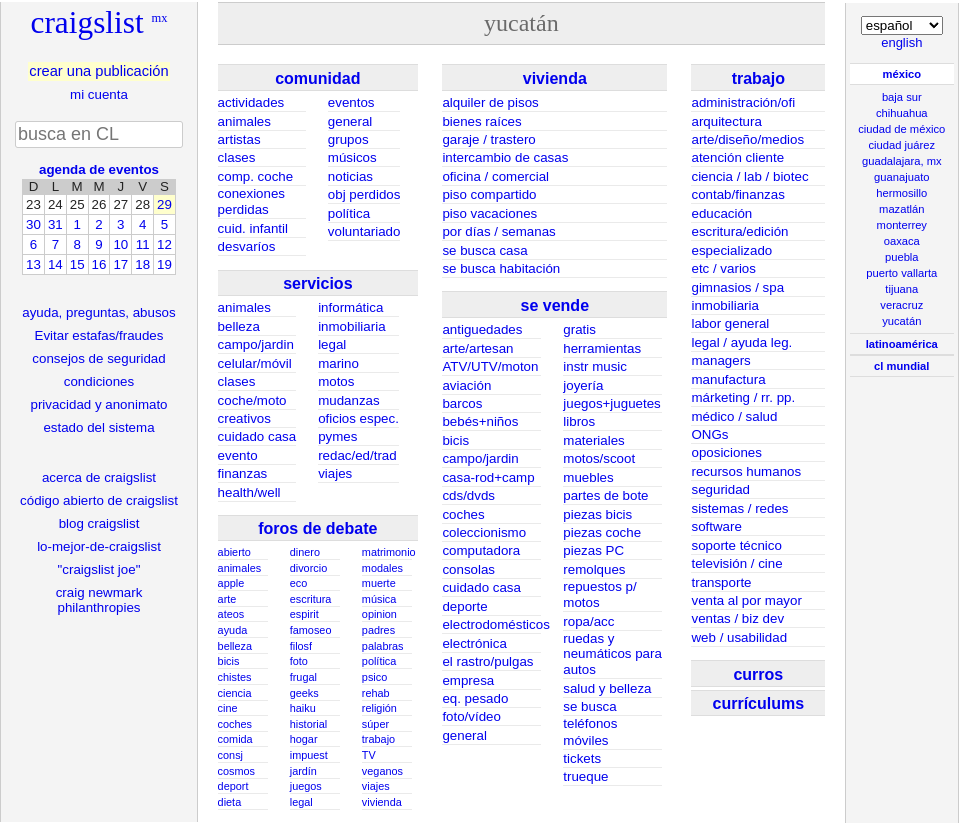 craigslist mx
crear una publicación
mi cuenta
busca en CL
agenda de eventos
D L M M J V S
23 24 25 26 27 28 29
30 31 1 2 3 4 5
6 7 8 9 10 11 12
13 14 15 16 17 18 19
ayuda, preguntas, abusos
Evitar estafas/fraudes
consejos de seguridad
condiciones
privacidad y anonimato
estado del sistema
acerca de craigslist
código abierto de craigslist
blog craigslist
lo-mejor-de-craigslist
"craigslist joe"
craig newmark
philanthropies
yucatán
comunidad
actividades
animales
artistas
clases
comp. coche
conexiones
perdidas
cuid. infantil
desvaríos
eventos
general
grupos
músicos
noticias
obj perdidos
política
voluntariado
servicios
animales
belleza
campo/jardin
celular/móvil
clases
coche/moto
creativos
cuidado casa
evento
finanzas
health/well
informática
inmobiliaria
legal
marino
motos
mudanzas
oficios espec.
pymes
redac/ed/trad
viajes
foros de debate
abierto
animales
apple
arte
ateos
ayuda
belleza
bicis
chistes
ciencia
cine
coches
comida
consj
cosmos
deport
dieta
dinero
divorcio
eco
escritura
espirit
famoseo
filosf
foto
frugal
geeks
haiku
historial
hogar
impuest
jardín
juegos
legal
matrimonio
modales
muerte
música
opinion
padres
palabras
política
psico
rehab
religión
súper
trabajo
TV
veganos
viajes
vivienda
vivienda
alquiler de pisos
bienes raíces
garaje / trastero
intercambio de casas
oficina / comercial
piso compartido
piso vacaciones
por días / semanas
se busca casa
se busca habitación
se vende
antiguedades
arte/artesan
ATV/UTV/moton
aviación
barcos
bebés+niños
bicis
campo/jardin
casa-rod+camp
cds/dvds
coches
coleccionismo
computadora
consolas
cuidado casa
deporte
electrodomésticos
electrónica
el rastro/pulgas
empresa
eq. pesado
foto/vídeo
general
gratis
herramientas
instr music
joyería
juegos+juguetes
libros
materiales
motos/scoot
muebles
partes de bote
piezas bicis
piezas coche
piezas PC
remolques
repuestos p/
motos
ropa/acc
ruedas y
neumáticos para
autos
salud y belleza
se busca
teléfonos
móviles
tickets
trueque
trabajo
administración/ofi
arquitectura
arte/diseño/medios
atención cliente
ciencia / lab / biotec
contab/finanzas
educación
escritura/edición
especializado
etc / varios
gimnasios / spa
inmobiliaria
labor general
legal / ayuda leg.
managers
manufactura
márketing / rr. pp.
médico / salud
ONGs
oposiciones
recursos humanos
seguridad
sistemas / redes
software
soporte técnico
televisión / cine
transporte
venta al por mayor
ventas / biz dev
web / usabilidad
curros
currículums
español
english
méxico
baja sur
chihuahua
ciudad de méxico
ciudad juárez
guadalajara, mx
guanajuato
hermosillo
mazatlán
monterrey
oaxaca
puebla
puerto vallarta
tijuana
veracruz
yucatán
latinoamérica
cl mundial